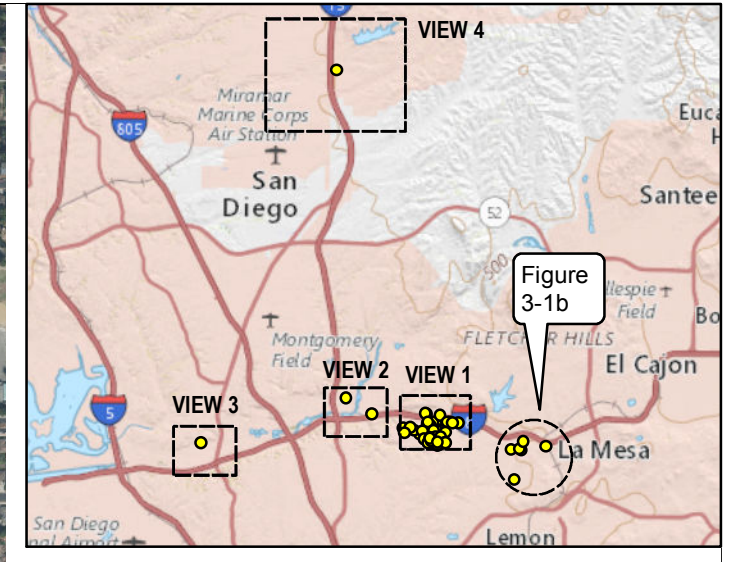 15
VIEW 4
Miramar
Marine Corps
Air Station
805
Euca
H
San
Diego
Santee
52
500
Figure
3-1b
llespie
Field
Bo
Montgomery
Field
FLETCHER HILLS
El Cajon
VIEW 2
VIEW 1
VIEW 3
5
La Mesa
San Diego
nal Airport
Lemon